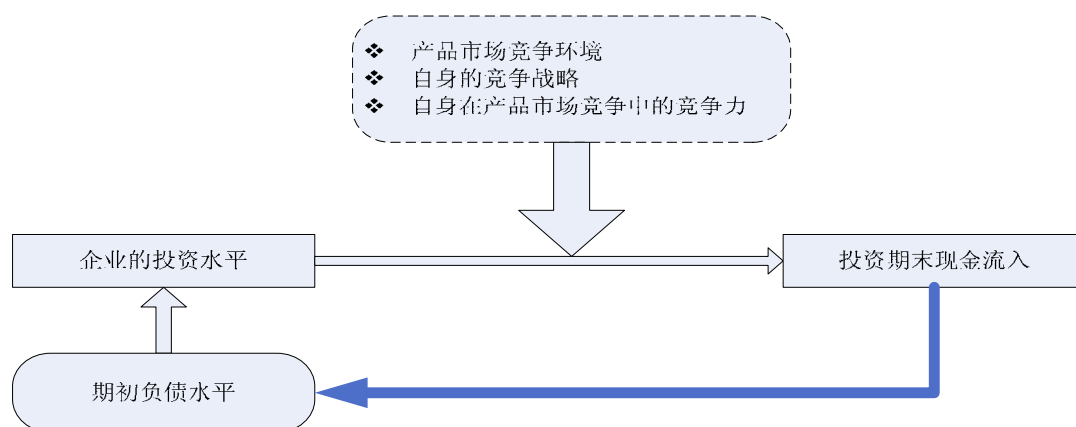 ❖ 产品市场竞争环境
❖ 自身的竞争战略
❖ 自身在产品市场竞争中的竞争力
企业的投资水平
投资期末现金流入
期初负债水平